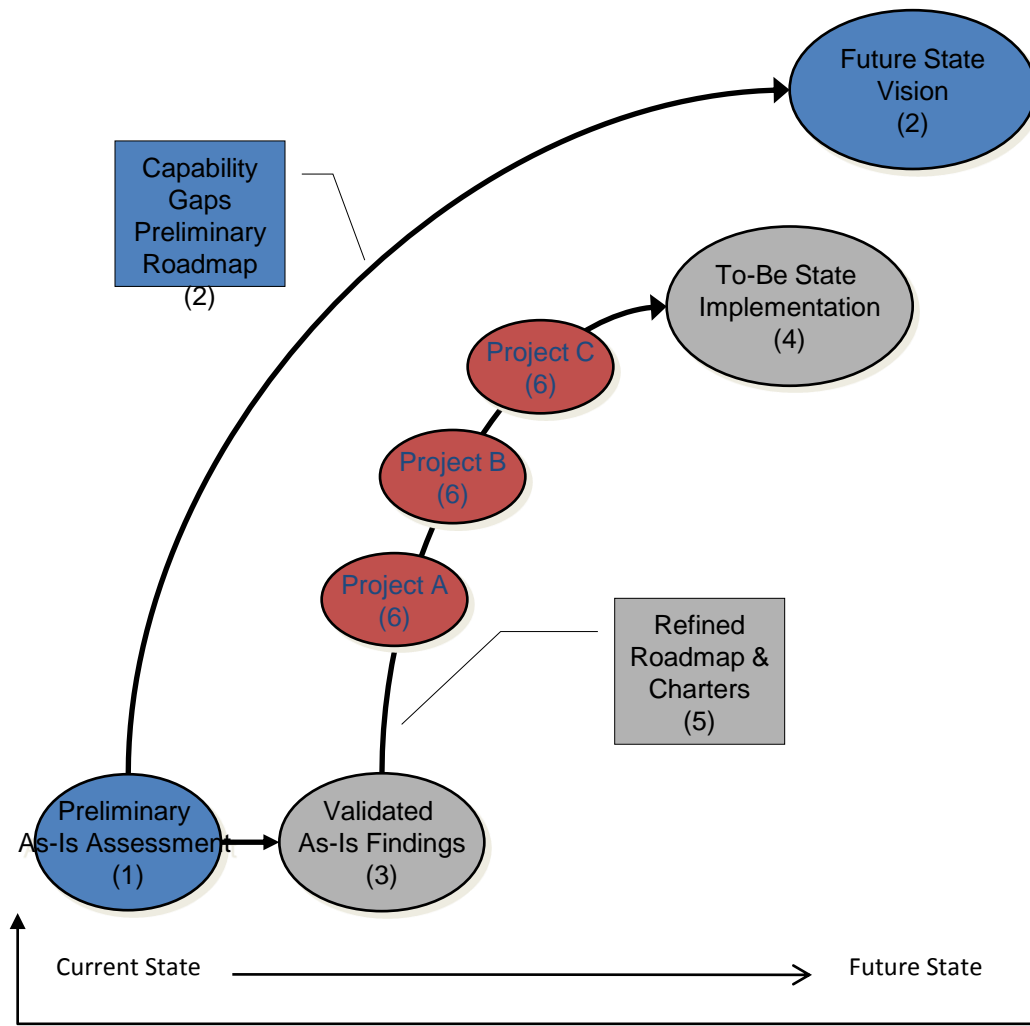 Future State
Vision
(2)
Capability
Gaps
Preliminary
Roadmap
(2)
To-Be State
Implementation
(4)
Project C
(6)
Project B
(6)
Project A
(6)
Refined
Roadmap &
Charters
(5)
Preliminary
As-Is Assessment
(1)
Validated
As-Is Findings
(3)
Current State
Future State